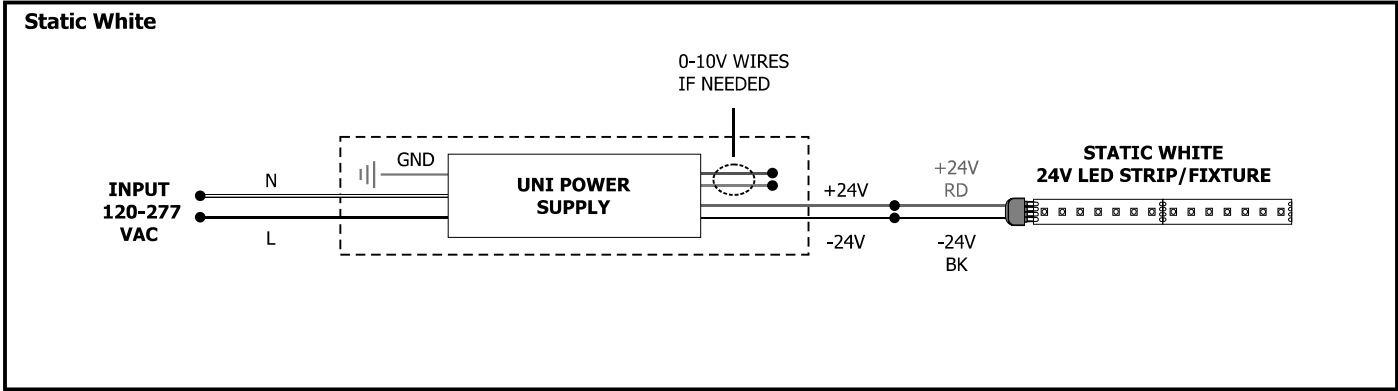 Static White
0-10V WIRES
IF NEEDED
GND
N
INPUT
120-277
VAC
L
UNI POWER
SUPPLY
+24V
-24V
+24V
RD
-24V
BK
STATIC WHITE
24V LED STRIP/FIXTURE